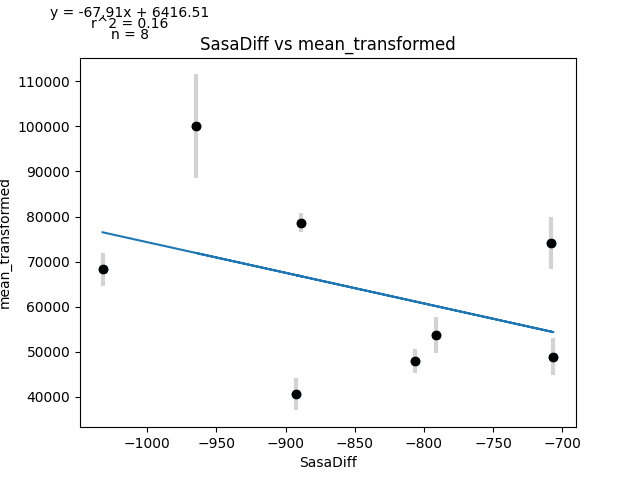 y = -67.91x + 6416.51
r^2 = 0.16
n = 8
SasaDiff vs mean_transformed
110000
100000
90000
80000
70000
60000
50000
40000
mean_transformed
−1000
−950
−900
−850
−800
−750
−700
SasaDiff